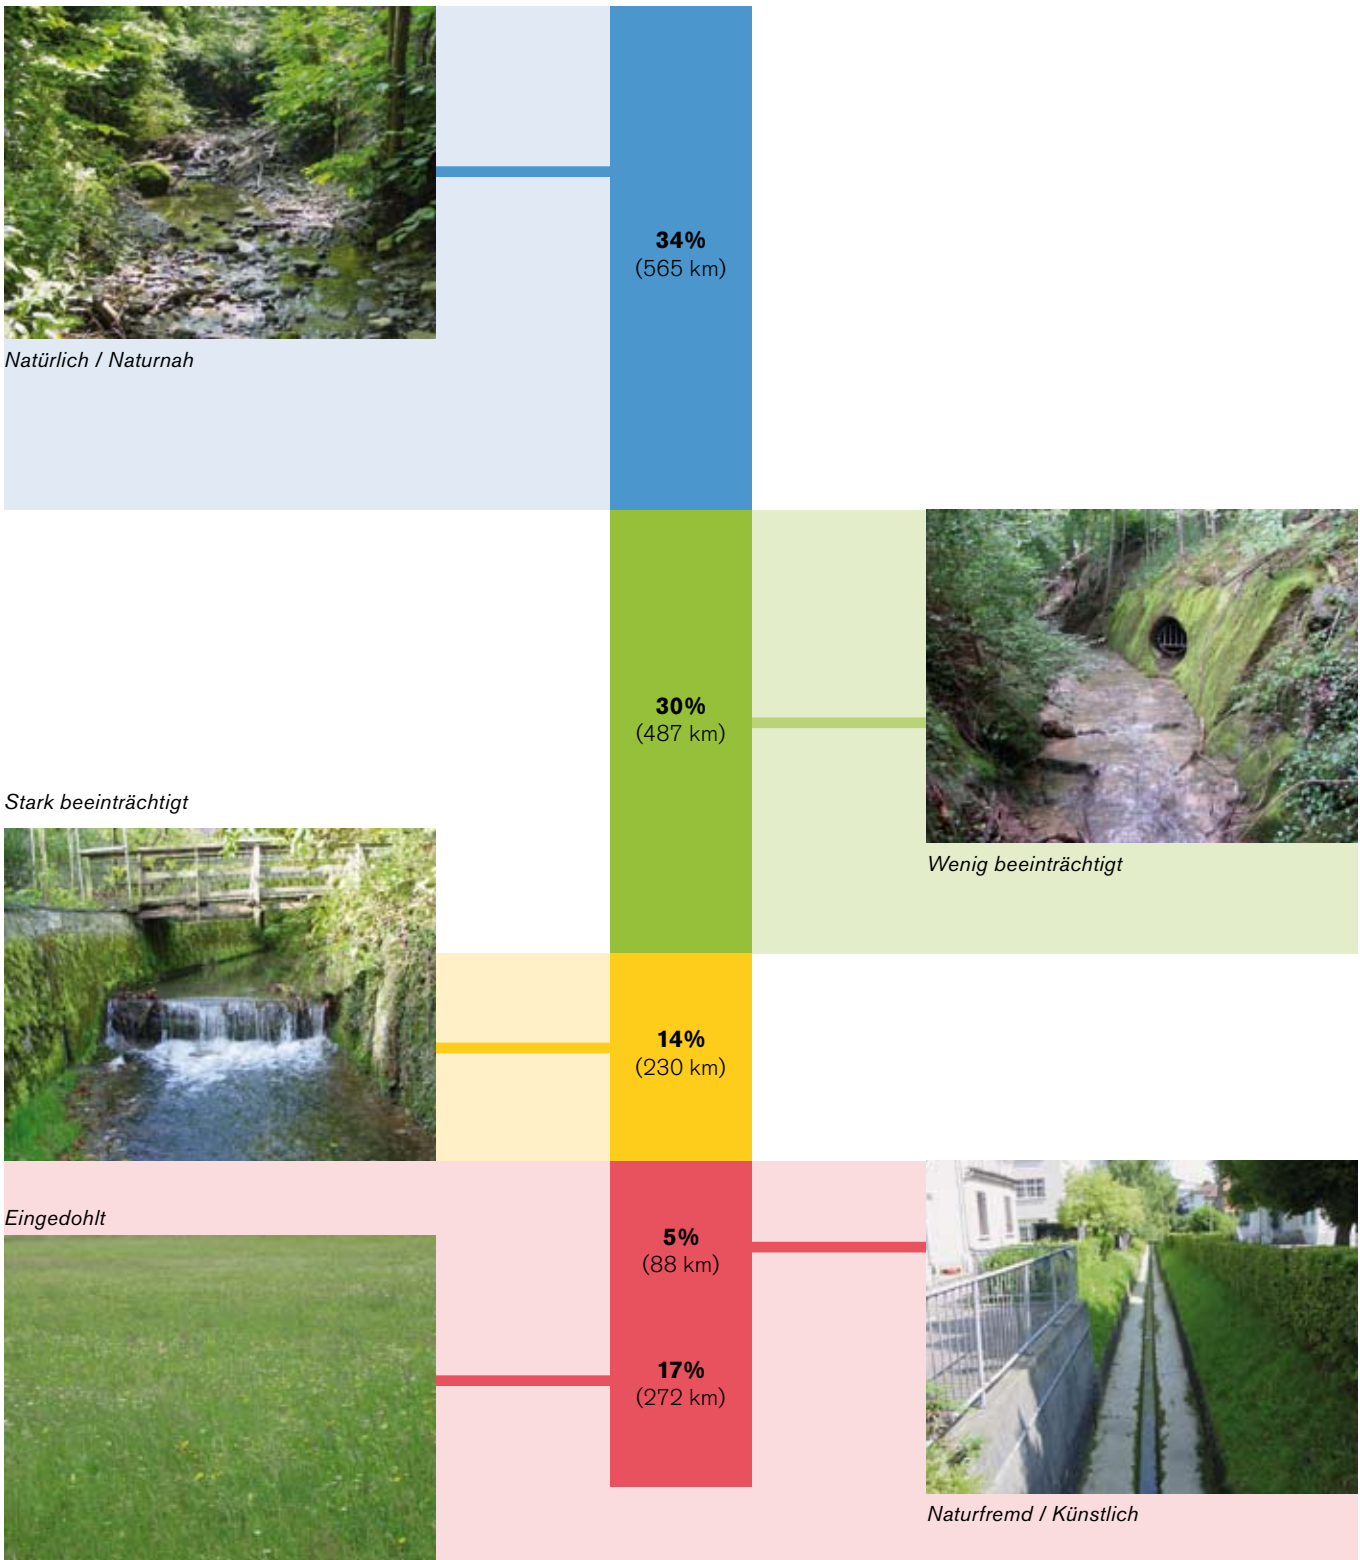 34%
(565 km)
Natürlich / Naturnah
30%
(487 km)
Stark beeinträchtigt
Wenig beeinträchtigt
14%
(230 km)
Eingedohlt
5%
(88 km)
17%
(272 km)
Naturfremd / Künstlich